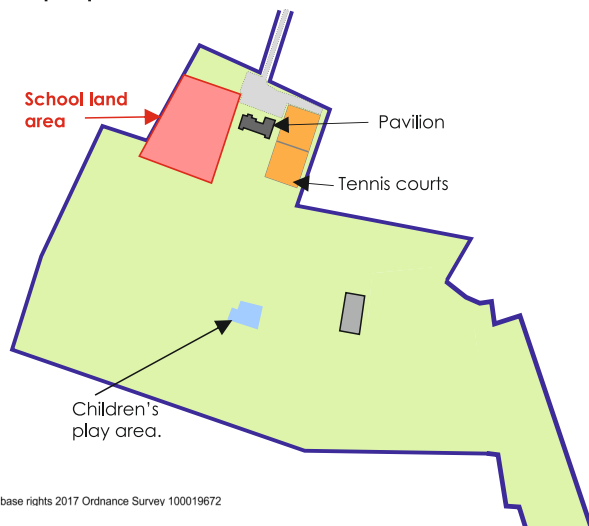 School land
area
Pavilion
Tennis courts
Children's
play area.
base rights 2017 Ordnance Survey 100019672